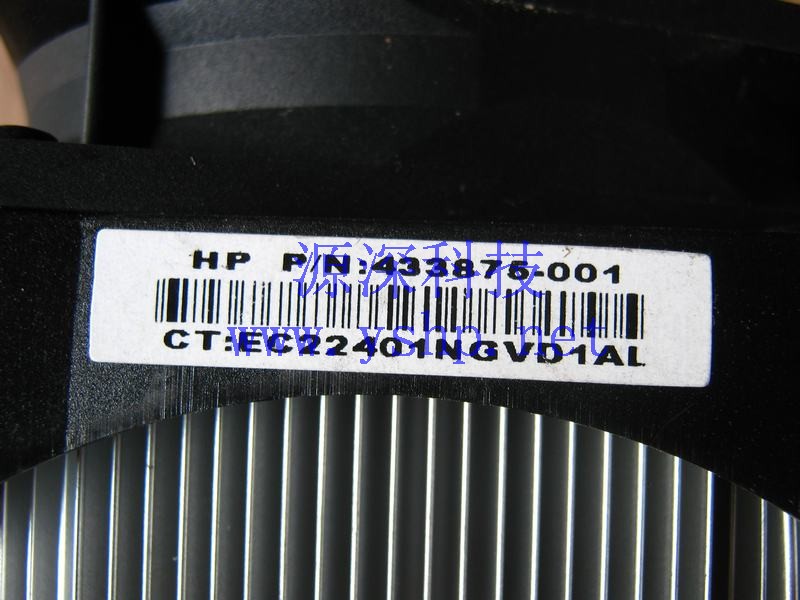 HP P/N:433875-001
源深科技
www.yshp.net
CT:EC22401NGVD1AL